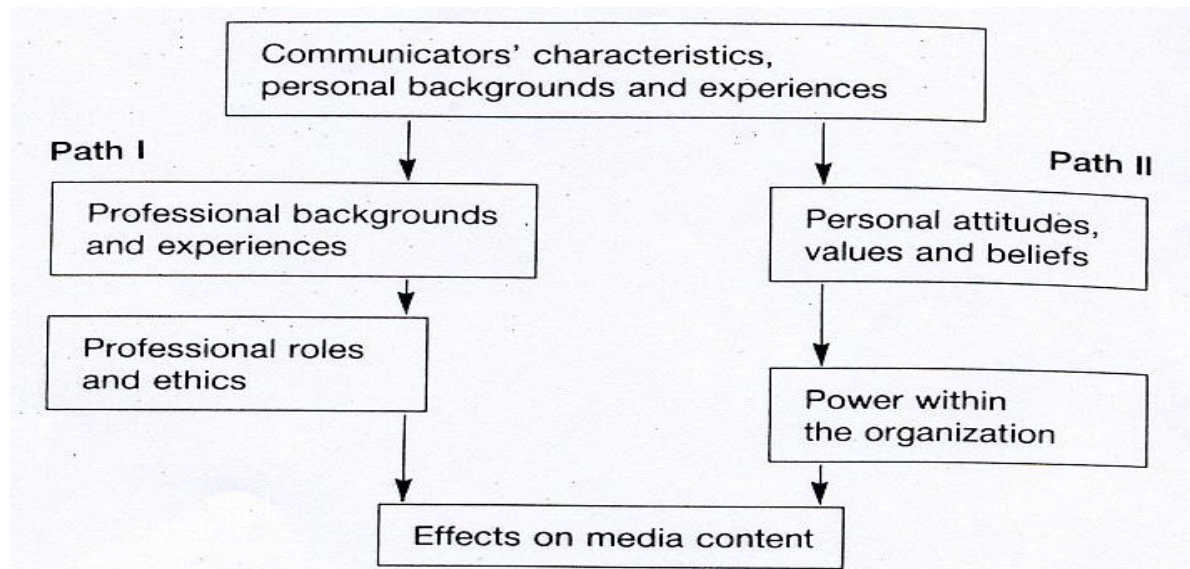 Communicators' characteristics,
personal backgrounds and experiences
Path I
Path II
Professional backgrounds
and experiences
Personal attitudes,
values and beliefs
Professional roles
and ethics
Power within
the organization
Effects on media content